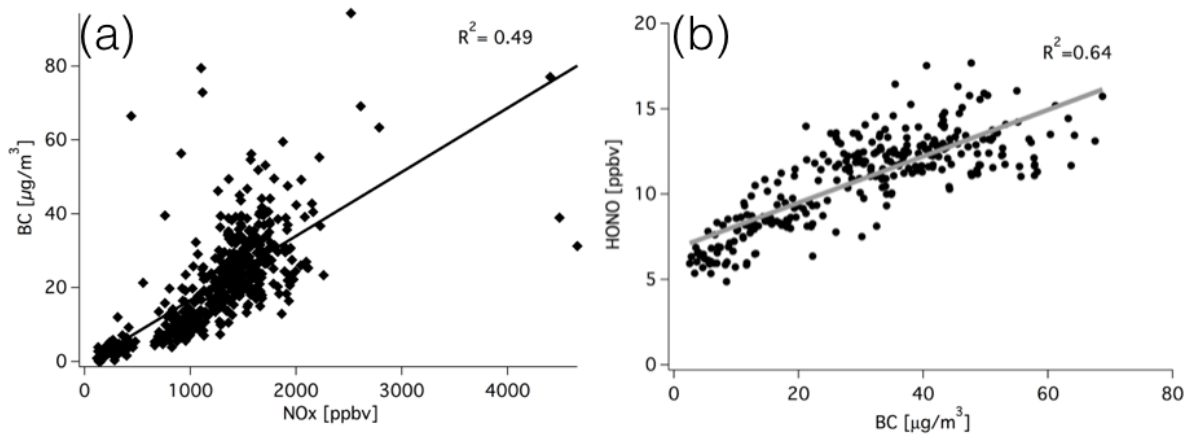 (a)
R²= 0.49
BC [µg/m³]
80
60
40
20
0
0 1000 2000 3000 4000
NOx [ppbv]
(b)
R²=0.64
HONO [ppbv]
20
15
10
5
0
0 20 40 60 80
BC [µg/m³]